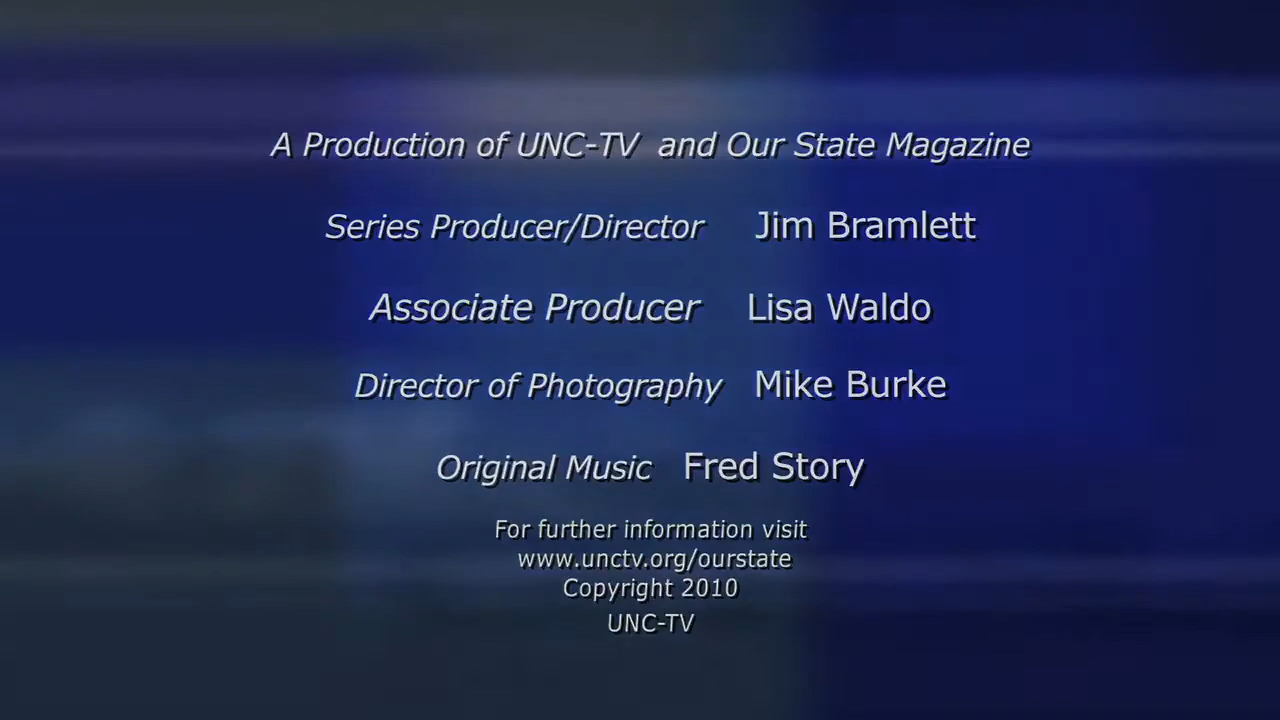 A Production of UNC-TV and Our State Magazine
Series Producer/Director Jim Bramlett
Associate Producer Lisa Waldo
Director of Photography Mike Burke
Original Music Fred Story
For further information visit
www.unctv.org/ourstate
Copyright 2010
UNC-TV